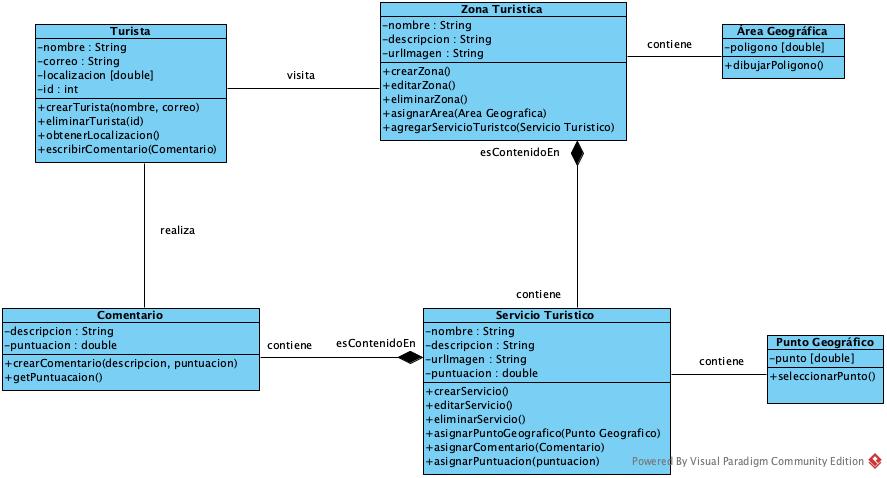 Turista
-nombre : String
-correo : String
-localizacion [double]
-id : int
+crearTurista(nombre, correo)
+eliminarTurista(id)
+obtenerLocalizacion()
+escribirComentario(Comentario)
visita
Zona Turistica
-nombre : String
-descripcion : String
-urlImagen : String
+crearZona()
+editarZona()
+eliminarZona()
+asignarArea(Area Geografica)
+agregarServicioTuristco(Servicio Turistico)
contiene
Área Geográfica
-poligono [double]
+dibujarPoligono()
esContenidoEn
realiza
contiene
Comentario
-descripcion : String
-puntuacion : double
+crearComentario(descripcion, puntuacion)
+getPuntuacaion()
contiene
esContenidoEn
Servicio Turistico
-nombre : String
-descripcion : String
-urlImagen : String
-puntuacion : double
+crearServicio()
+editarServicio()
+eliminarServicio()
+asignarPuntoGeografico(Punto Geografico)
+asignarComentario(Comentario)
+asignarPuntuacion(puntuacion)
contiene
Punto Geográfico
-punto [double]
+seleccionarPunto()
Powered By Visual Paradigm Community Edition